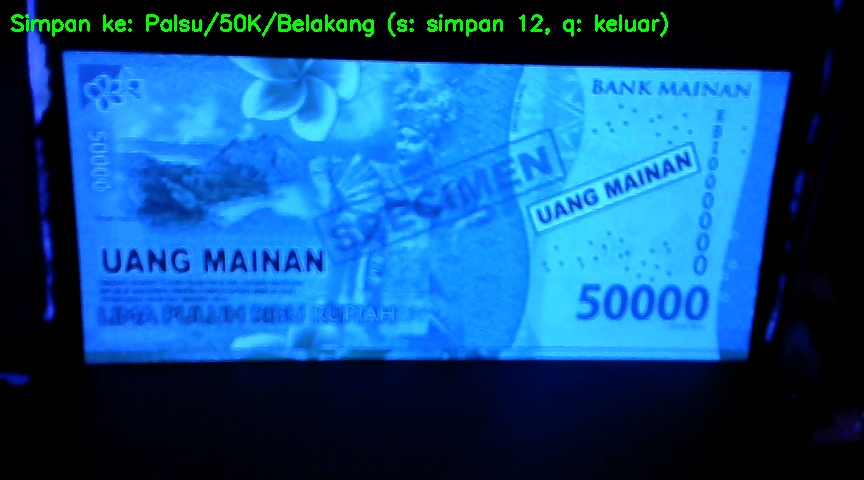 Simpan ke: Palsu/50K/Belakang (s: simpan 12, q: keluar)
BANK MAINAN
50000
SPECIMEN
UANG MAINAN
UANG MAINAN
LIMA PULUH RIBU RUPIAH
50000